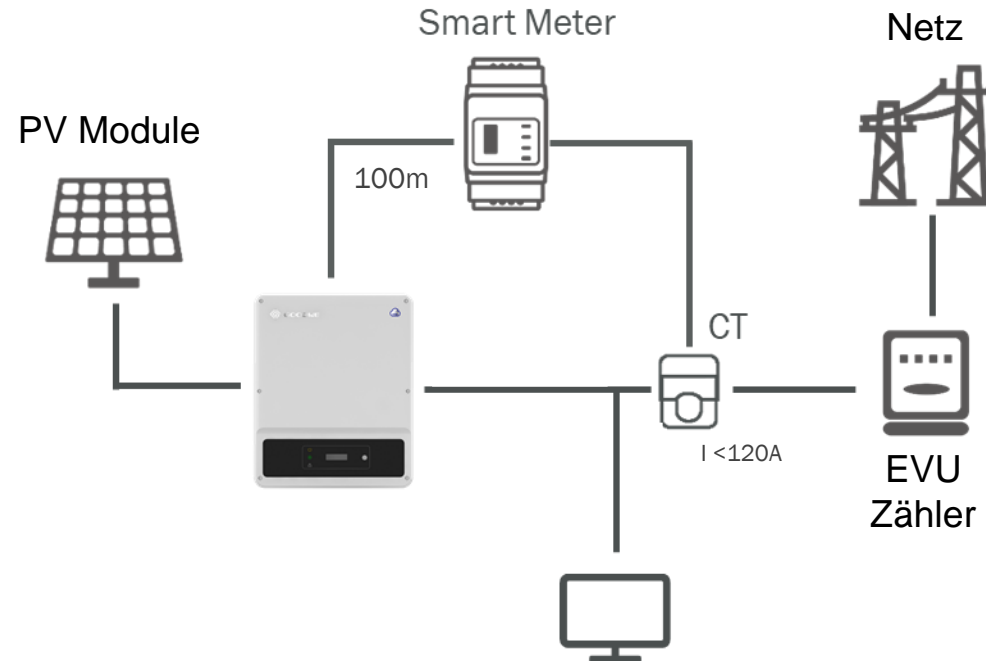 Smart Meter
Netz
PV Module
100m
CT
I <120A
EVU
Zähler